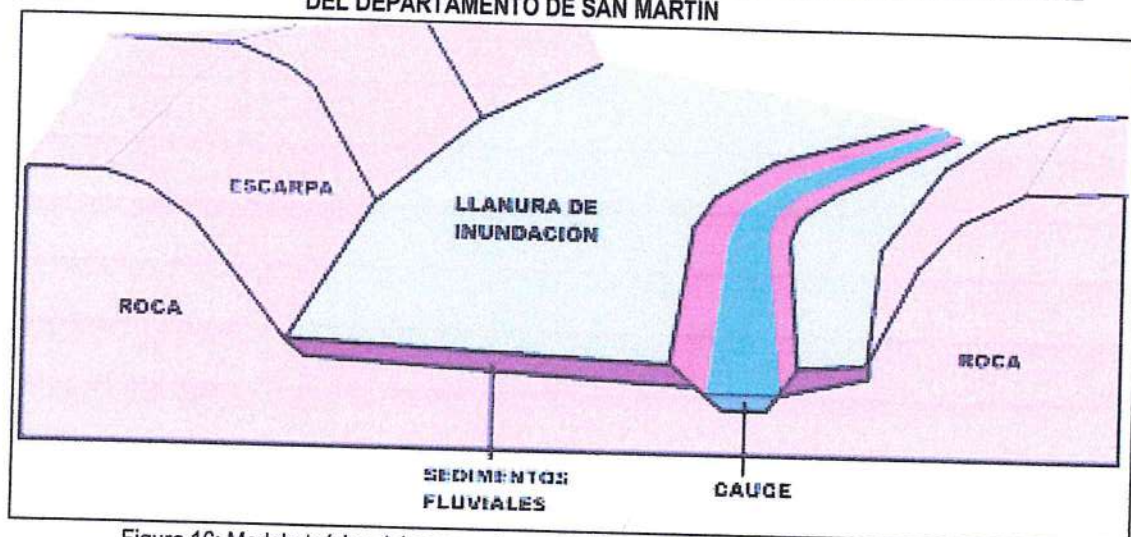 DEL DEPARTAMENTO DE SAN MARTIN
ESCARPA
LLANURA DE
INUNDACION
ROCA
ROCA
SEDIMENTOS
FLUVIALES
CAUCE